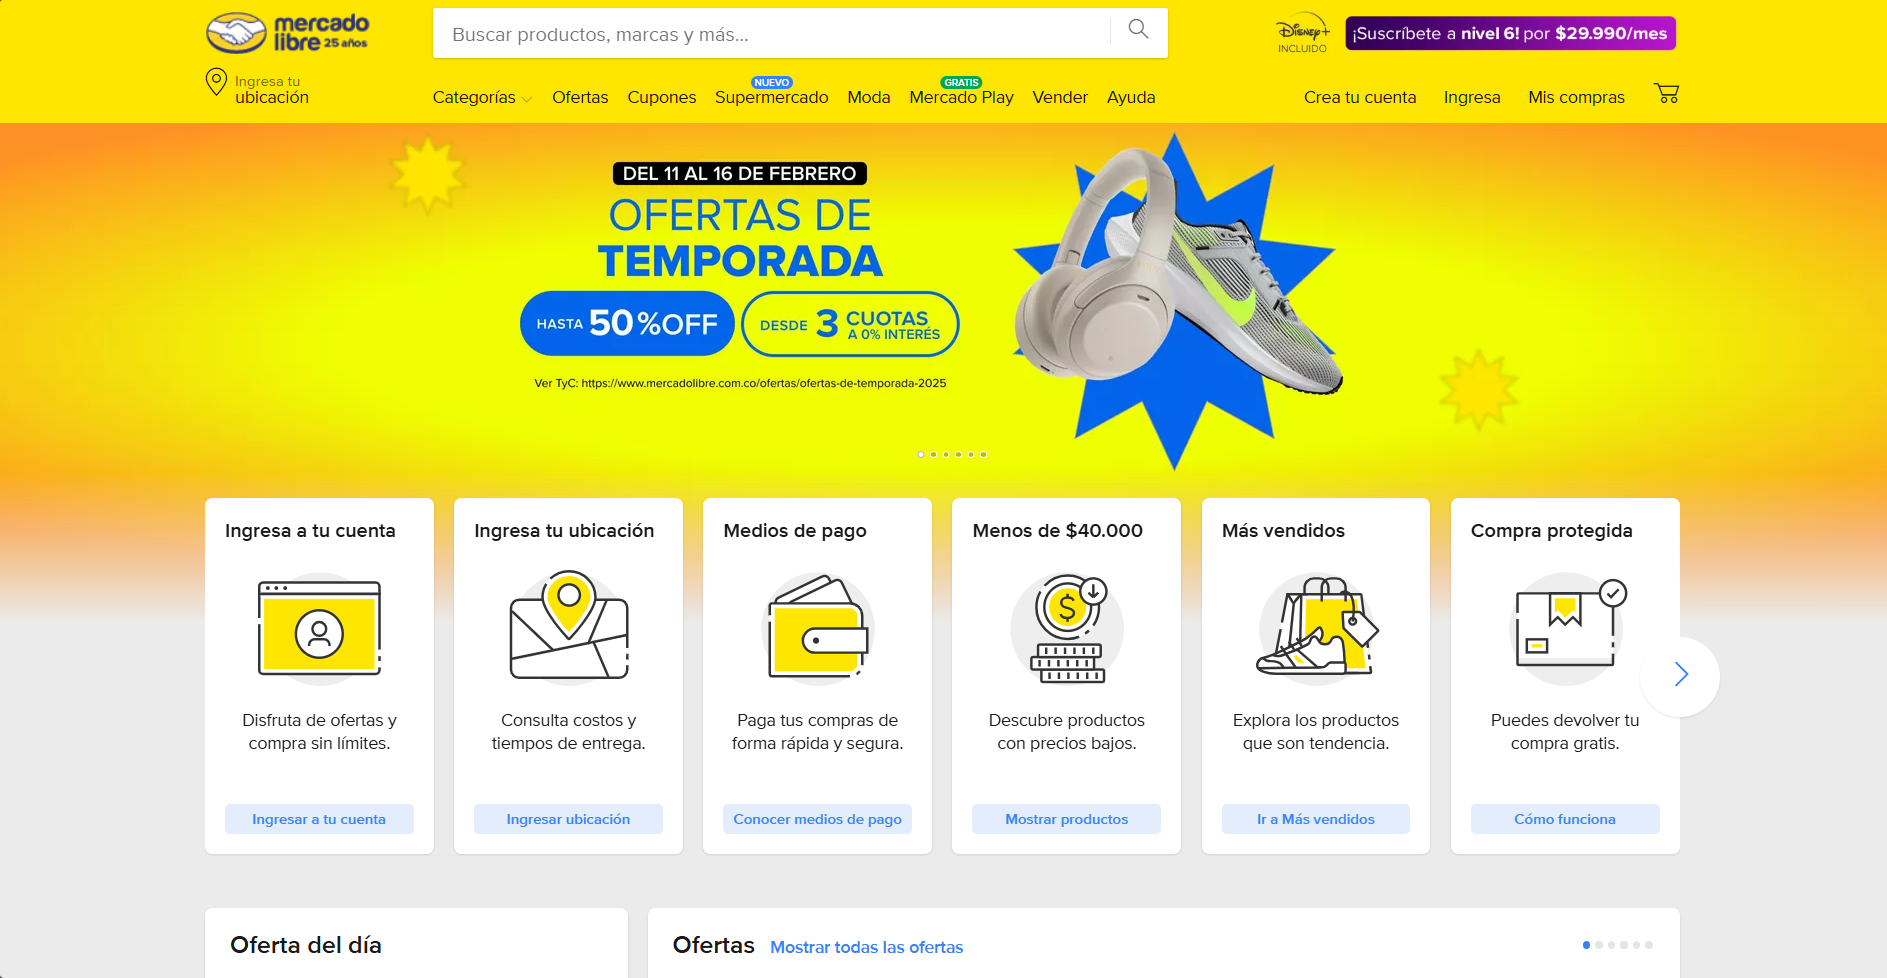 mercado
libre 25 años
Buscar productos, marcas y más...
Disney+
INCLUIDO
¡Suscríbete a nivel 6! por $29.990/mes
Ingresa tu
ubicación
NUEVO
GRATIS
Categorías Ofertas Cupones Supermercado Moda Mercado Play Vender Ayuda
Crea tu cuenta Ingresa Mis compras
DEL 11 AL 16 DE FEBRERO
OFERTAS DE
TEMPORADA
HASTA 50%OFF
DESDE 3 CUOTAS
A 0% INTERÉS
Ver TyC: https://www.mercadolibre.com.co/ofertas/ofertas-de-temporada-2025
Ingresa a tu cuenta
Disfruta de ofertas y
compra sin límites.
Ingresar a tu cuenta
Ingresa tu ubicación
Consulta costos y
tiempos de entrega.
Ingresar ubicación
Medios de pago
Paga tus compras de
forma rápida y segura.
Conocer medios de pago
Menos de $40.000
$
Descubre productos
con precios bajos.
Mostrar productos
Más vendidos
Explora los productos
que son tendencia.
Ir a Más vendidos
Compra protegida
Puedes devolver tu
compra gratis.
Cómo funciona
Oferta del día
Ofertas Mostrar todas las ofertas